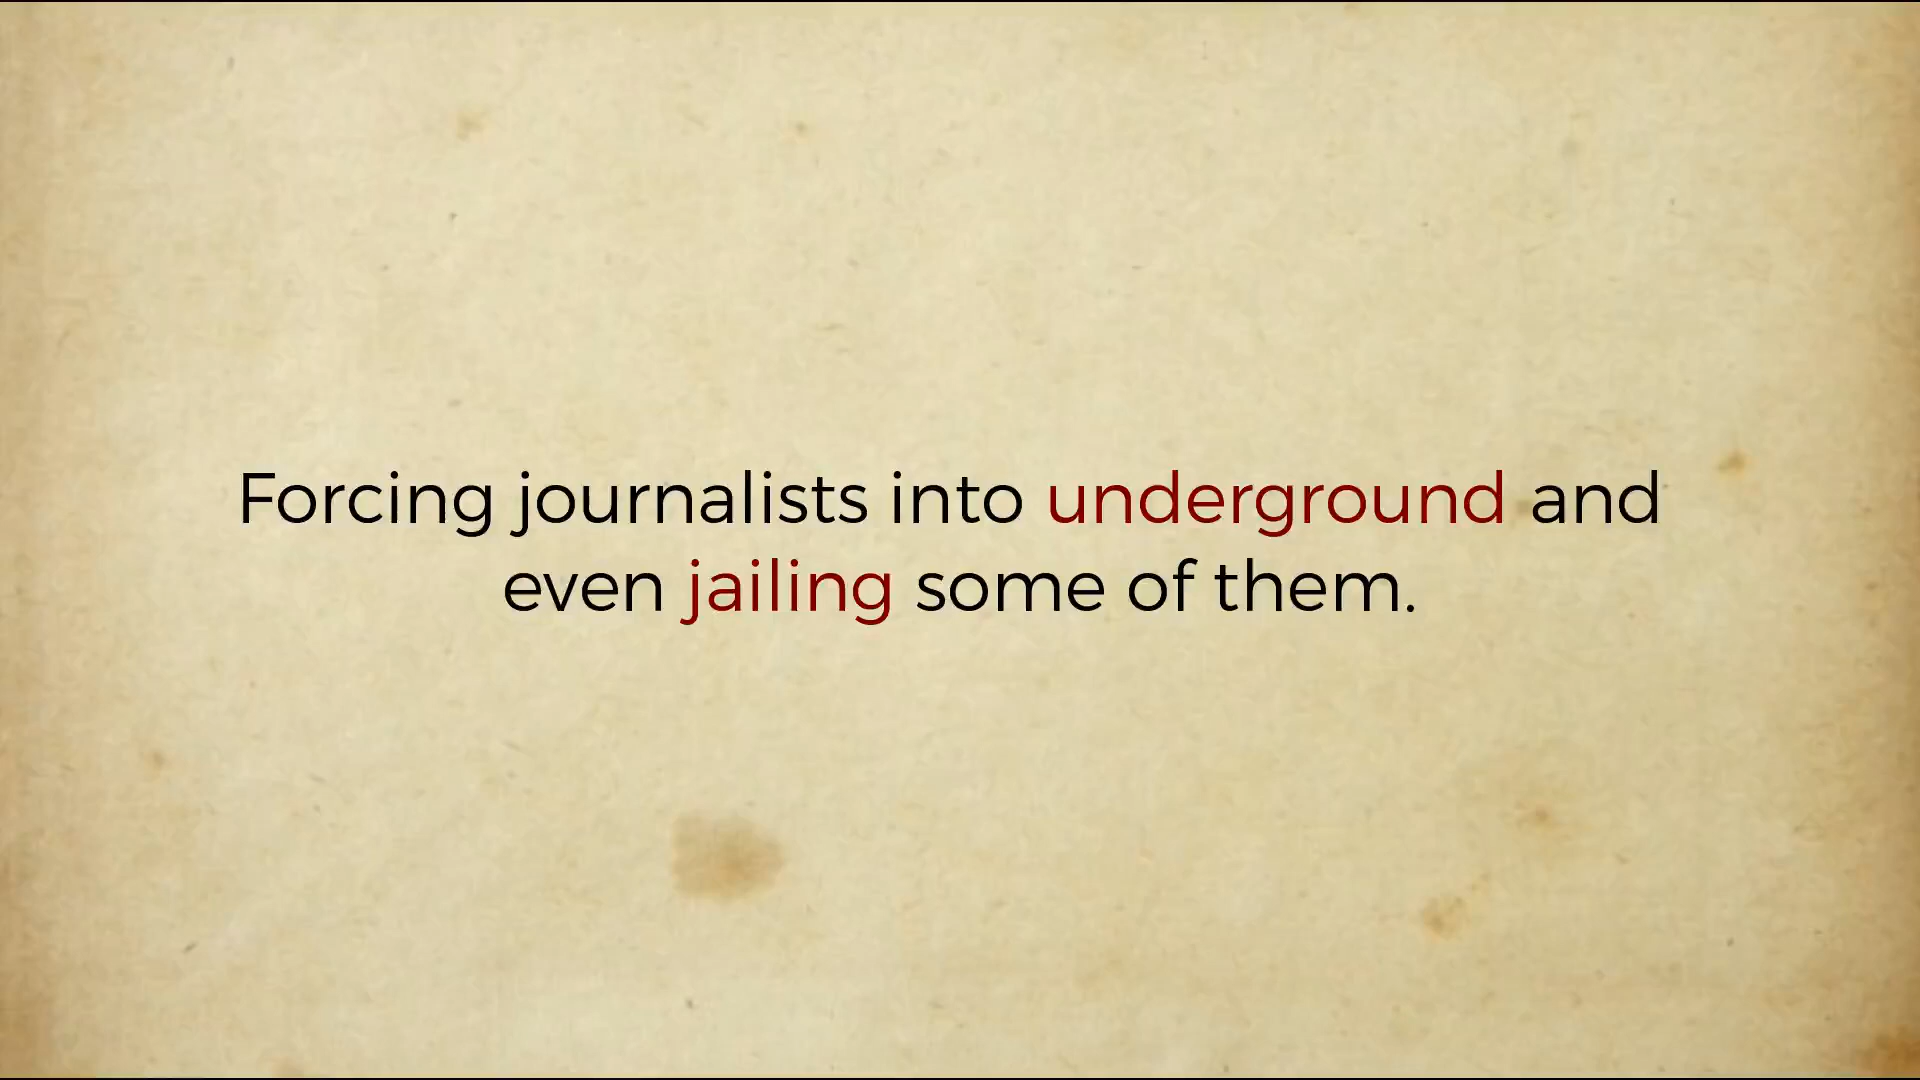 Forcing journalists into underground and
even jailing some of them.